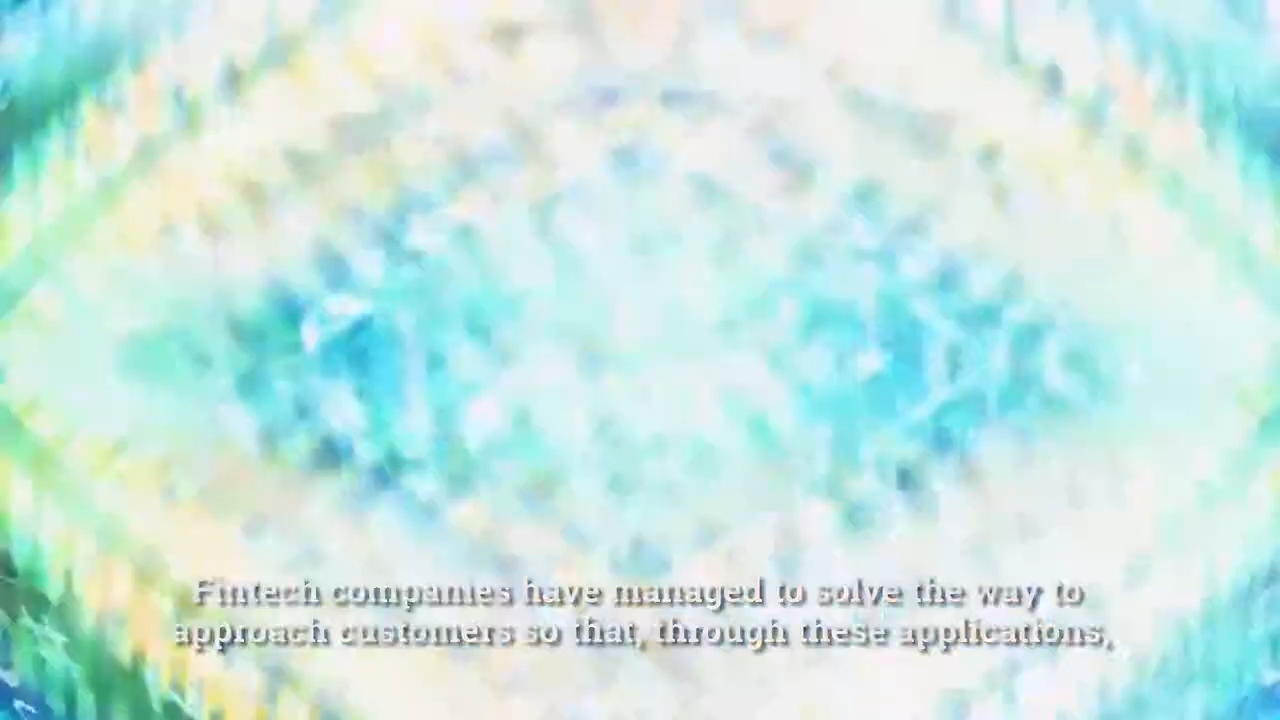 Fintech companies have managed to solve the way to
approach customers so that, through these applications,